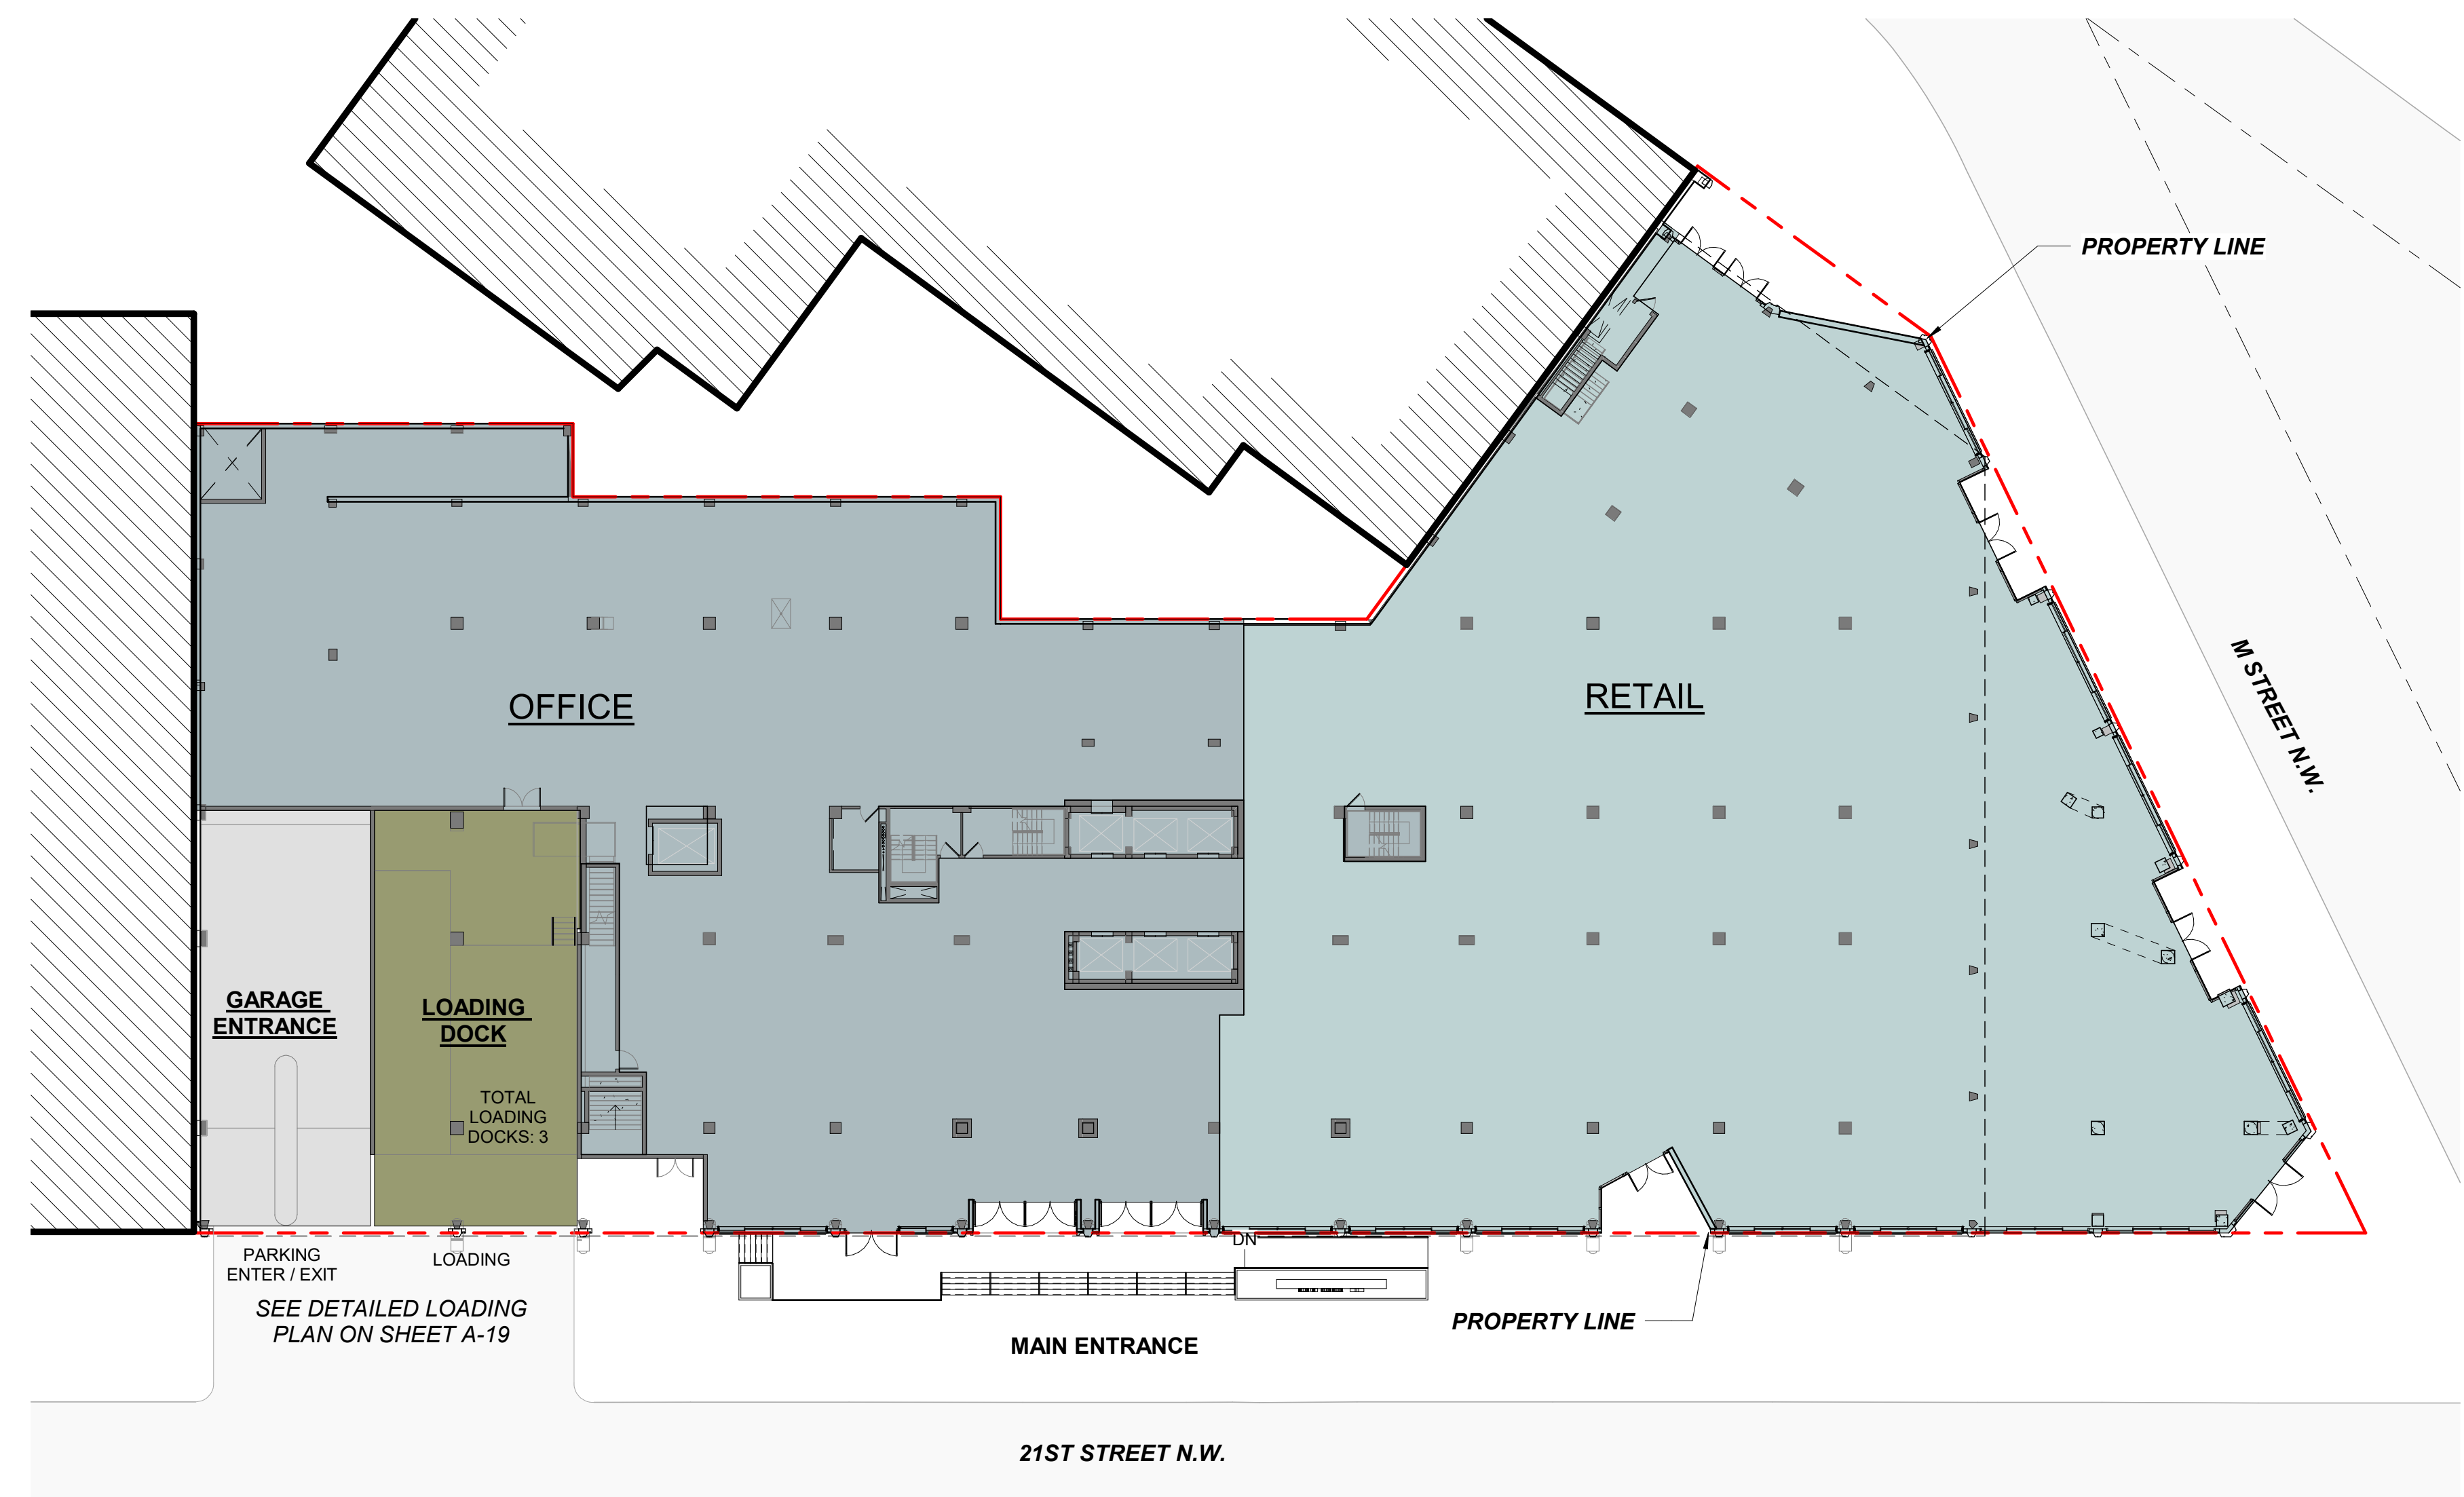 PROPERTY LINE
M STREET N.W.
OFFICE
RETAIL
GARAGE
ENTRANCE
LOADING
DOCK
TOTAL
LOADING
DOCKS: 3
PARKING
ENTER / EXIT
LOADING
DN
SEE DETAILED LOADING
PLAN ON SHEET A-19
MAIN ENTRANCE
PROPERTY LINE
21ST STREET N.W.